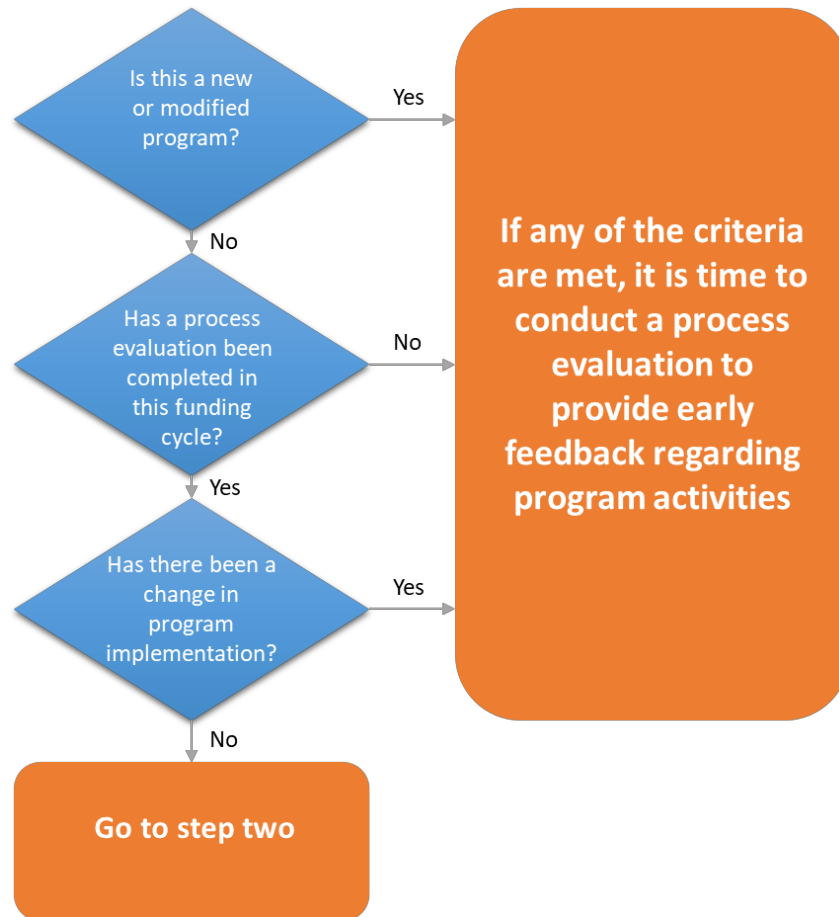 Is this a new
or modified
program?
Yes
No
Has a process
evaluation been
completed in
this funding
cycle?
No
Yes
Has there been a
change in
program
implementation?
Yes
No
Go to step two
If any of the criteria
are met, it is time to
conduct a process
evaluation to
provide early
feedback regarding
program activities